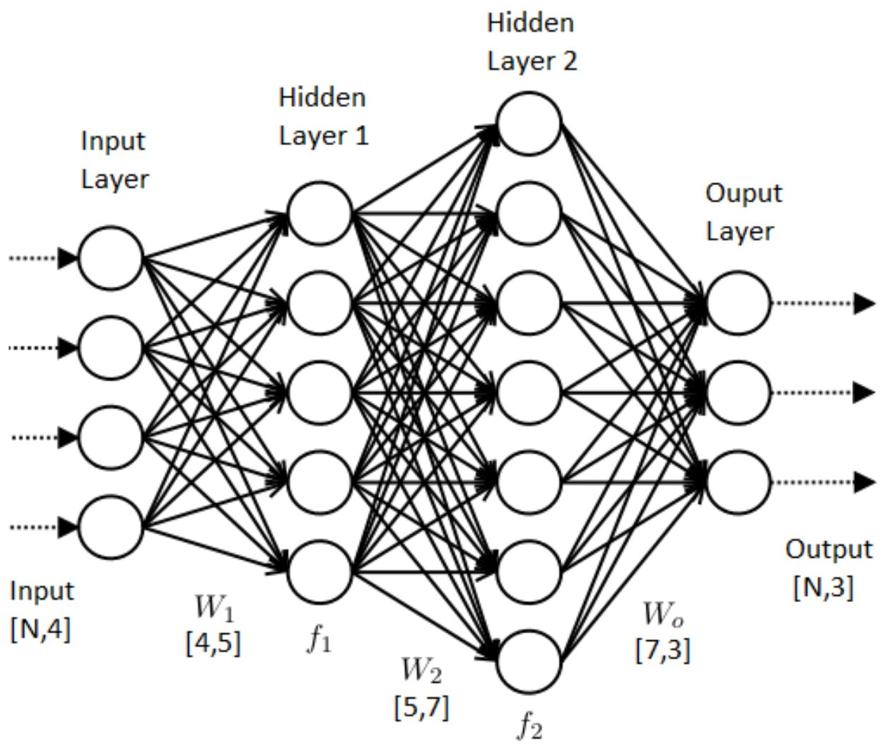 Hidden
Layer 2
Hidden
Layer 1
Input
Layer
Ouput
Layer
Input
[N,4]
W₁
[4,5]
f₁
W₂
[5,7]
f₂
Wₒ
[7,3]
Output
[N,3]